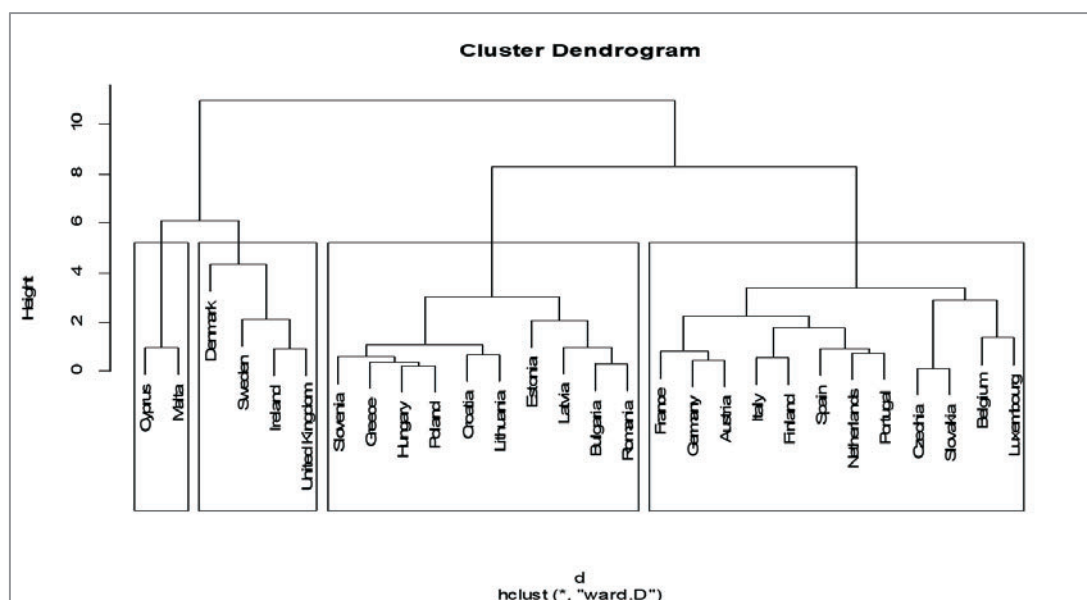 Cluster Dendrogram
Height
10
8
6
4
2
0
Cyprus
Malta
Denmark
Sweden
Ireland
United Kingdom
Slovenia
Greece
Hungary
Poland
Croatia
Lithuania
Estonia
Latvia
Bulgaria
Romania
France
Germany
Austria
Italy
Finland
Spain
Netherlands
Portugal
Czechia
Slovakia
Belgium
Luxembourg
d
hclust (*, "ward.D")